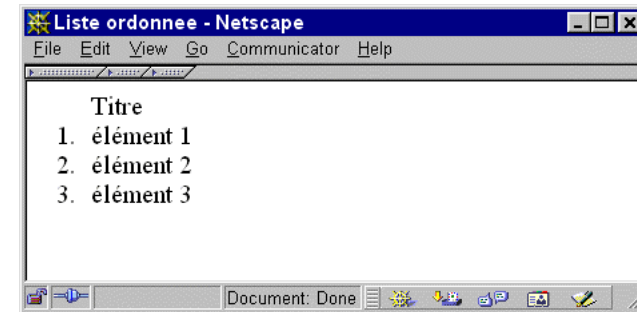 Liste ordonnee - Netscape
File Edit View Go Communicator Help
Titre
1. élément 1
2. élément 2
3. élément 3
Document: Done